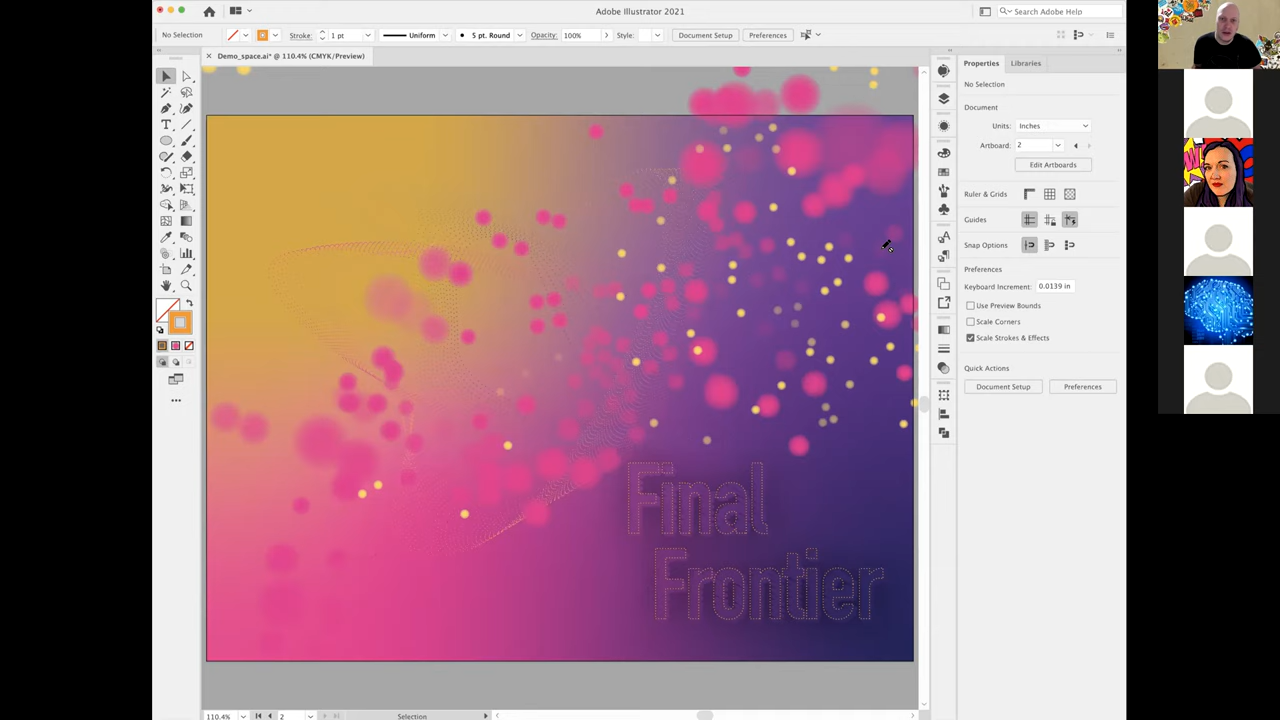 Adobe Illustrator 2021
Search Adobe Help
No Selection
Stroke:
1 pt
Uniform
5 pt. Round
Opacity:
100%
Style:
Document Setup
Preferences
Demo_space.ai* @ 110.4% (CMYK/Preview)
Properties
Libraries
No Selection
Document
Units:
Inches
Artboard:
2
Edit Artboards
Ruler & Grids
Guides
Snap Options
Preferences
Keyboard Increment:
0.0139 in
Use Preview Bounds
Scale Corners
Scale Strokes & Effects
Quick Actions
Document Setup
Preferences
Final
Frontier
110.4%
2
Selection